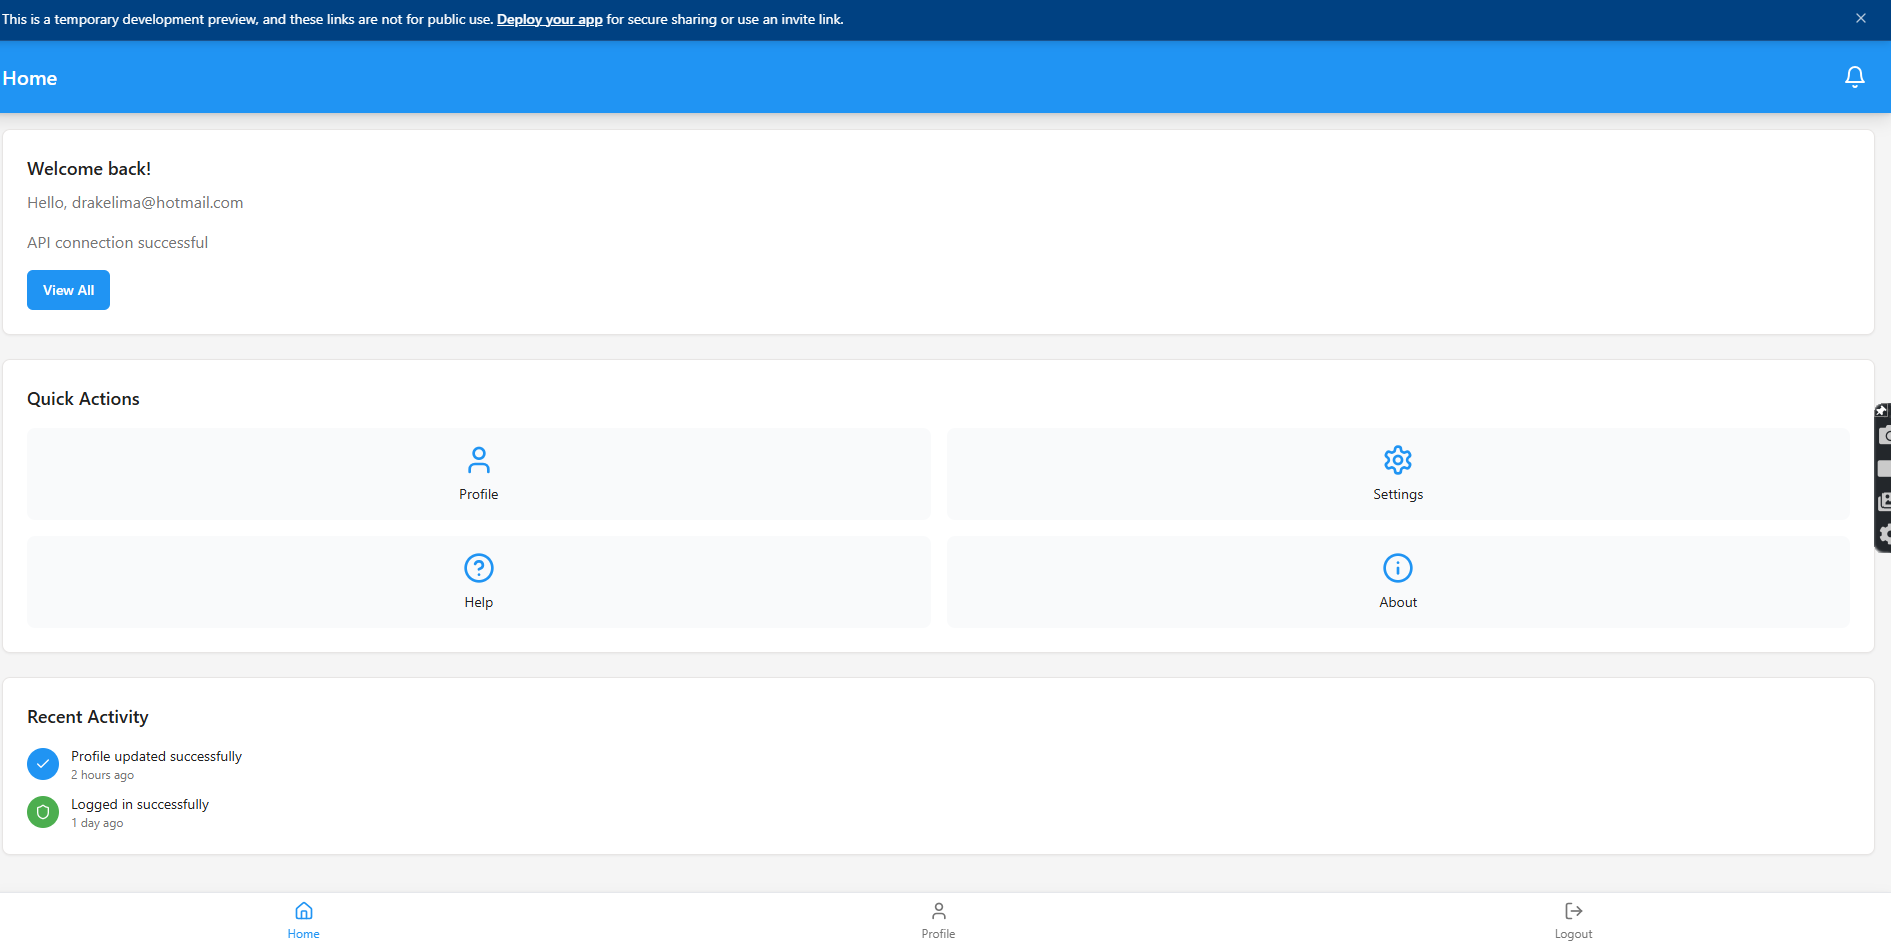 This is a temporary development preview, and these links are not for public use. Deploy your app for secure sharing or use an invite link.
Home
Welcome back!
Hello, drakelima@hotmail.com
API connection successful
View All
Quick Actions
Profile
Settings
Help
About
Recent Activity
Profile updated successfully
2 hours ago
Logged in successfully
1 day ago
Home
Profile
Logout